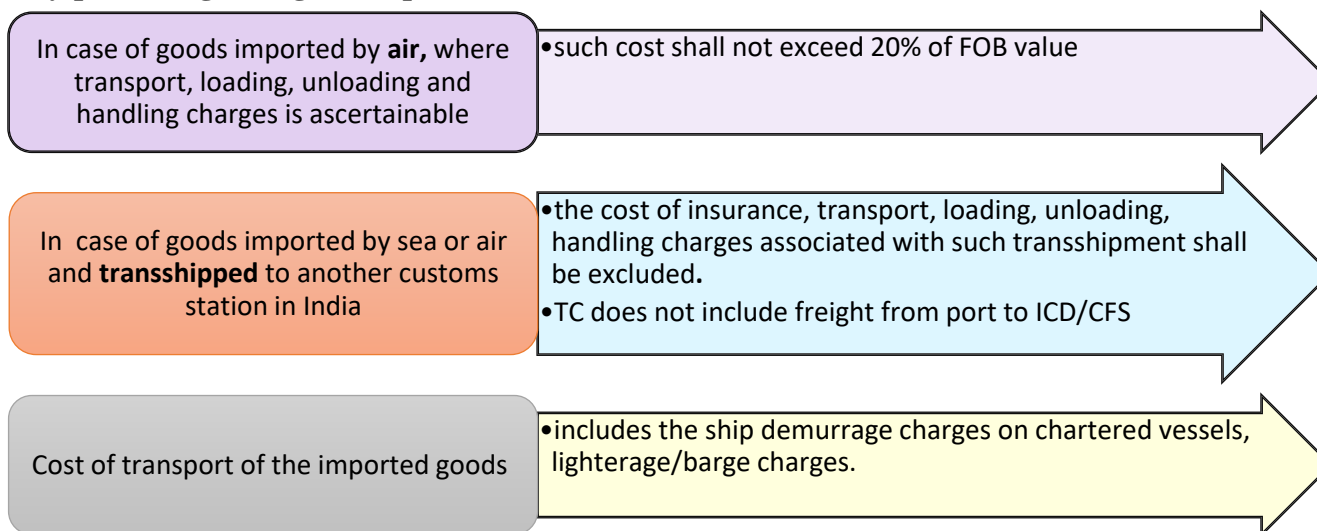 In case of goods imported by air, where
transport, loading, unloading and
handling charges is ascertainable
•such cost shall not exceed 20% of FOB value
In case of goods imported by sea or air
and transshipped to another customs
station in India
•the cost of insurance, transport, loading, unloading,
handling charges associated with such transshipment shall
be excluded.
•TC does not include freight from port to ICD/CFS
Cost of transport of the imported goods
•includes the ship demurrage charges on chartered vessels,
lighterage/barge charges.